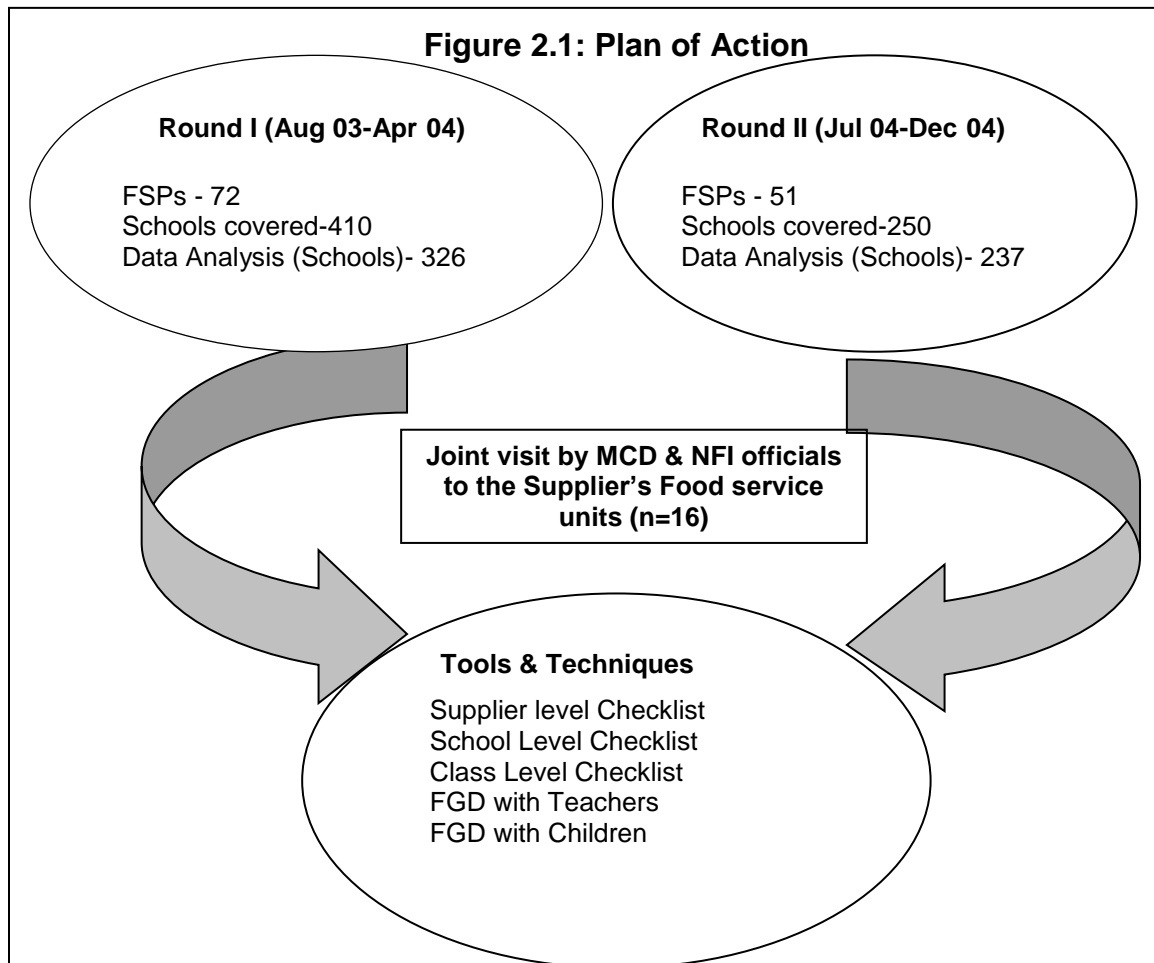 Figure 2.1: Plan of Action
Round I (Aug 03-Apr 04)
FSPs - 72
Schools covered-410
Data Analysis (Schools)- 326
Round II (Jul 04-Dec 04)
FSPs - 51
Schools covered-250
Data Analysis (Schools)- 237
Joint visit by MCD & NFI officials
to the Supplier’s Food service
units (n=16)
Tools & Techniques
Supplier level Checklist
School Level Checklist
Class Level Checklist
FGD with Teachers
FGD with Children